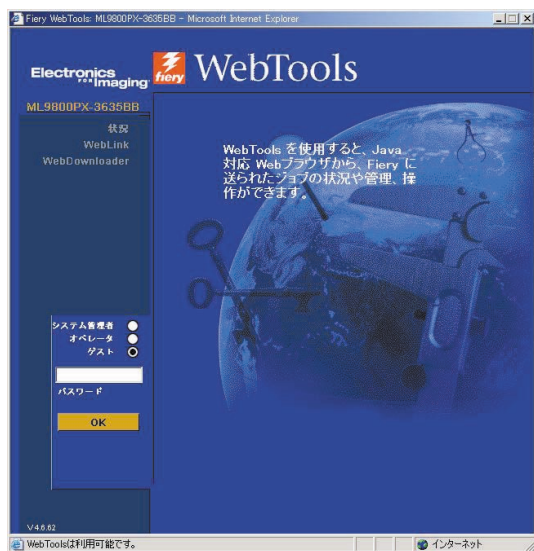 Fiery WebTools: ML9800PX-3635BB - Microsoft Internet Explorer
Electronics
FOR Imaging
fiery
WebTools
ML9800PX-3635BB
状況
WebLink
WebDownloader
WebTools を使用すると、Java
対応 Webブラウザから、Fiery に
送られたジョブの状況や管理、操
作ができます。
システム管理者
オペレータ
ゲスト
パスワード
OK
V4.6.62
WebToolsは利用可能です。
インターネット